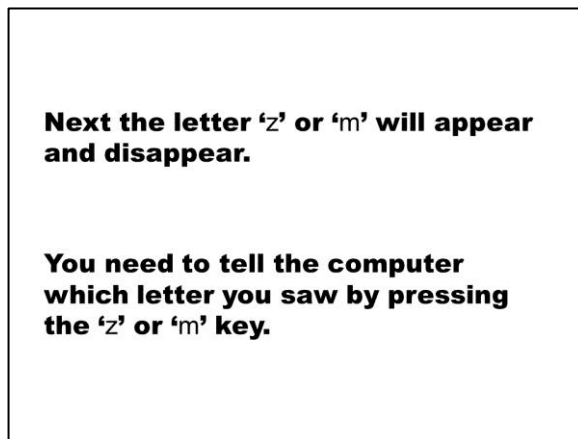 Next the letter ‘z’ or ‘m’ will appear
and disappear.
You need to tell the computer
which letter you saw by pressing
the ‘z’ or ‘m’ key.